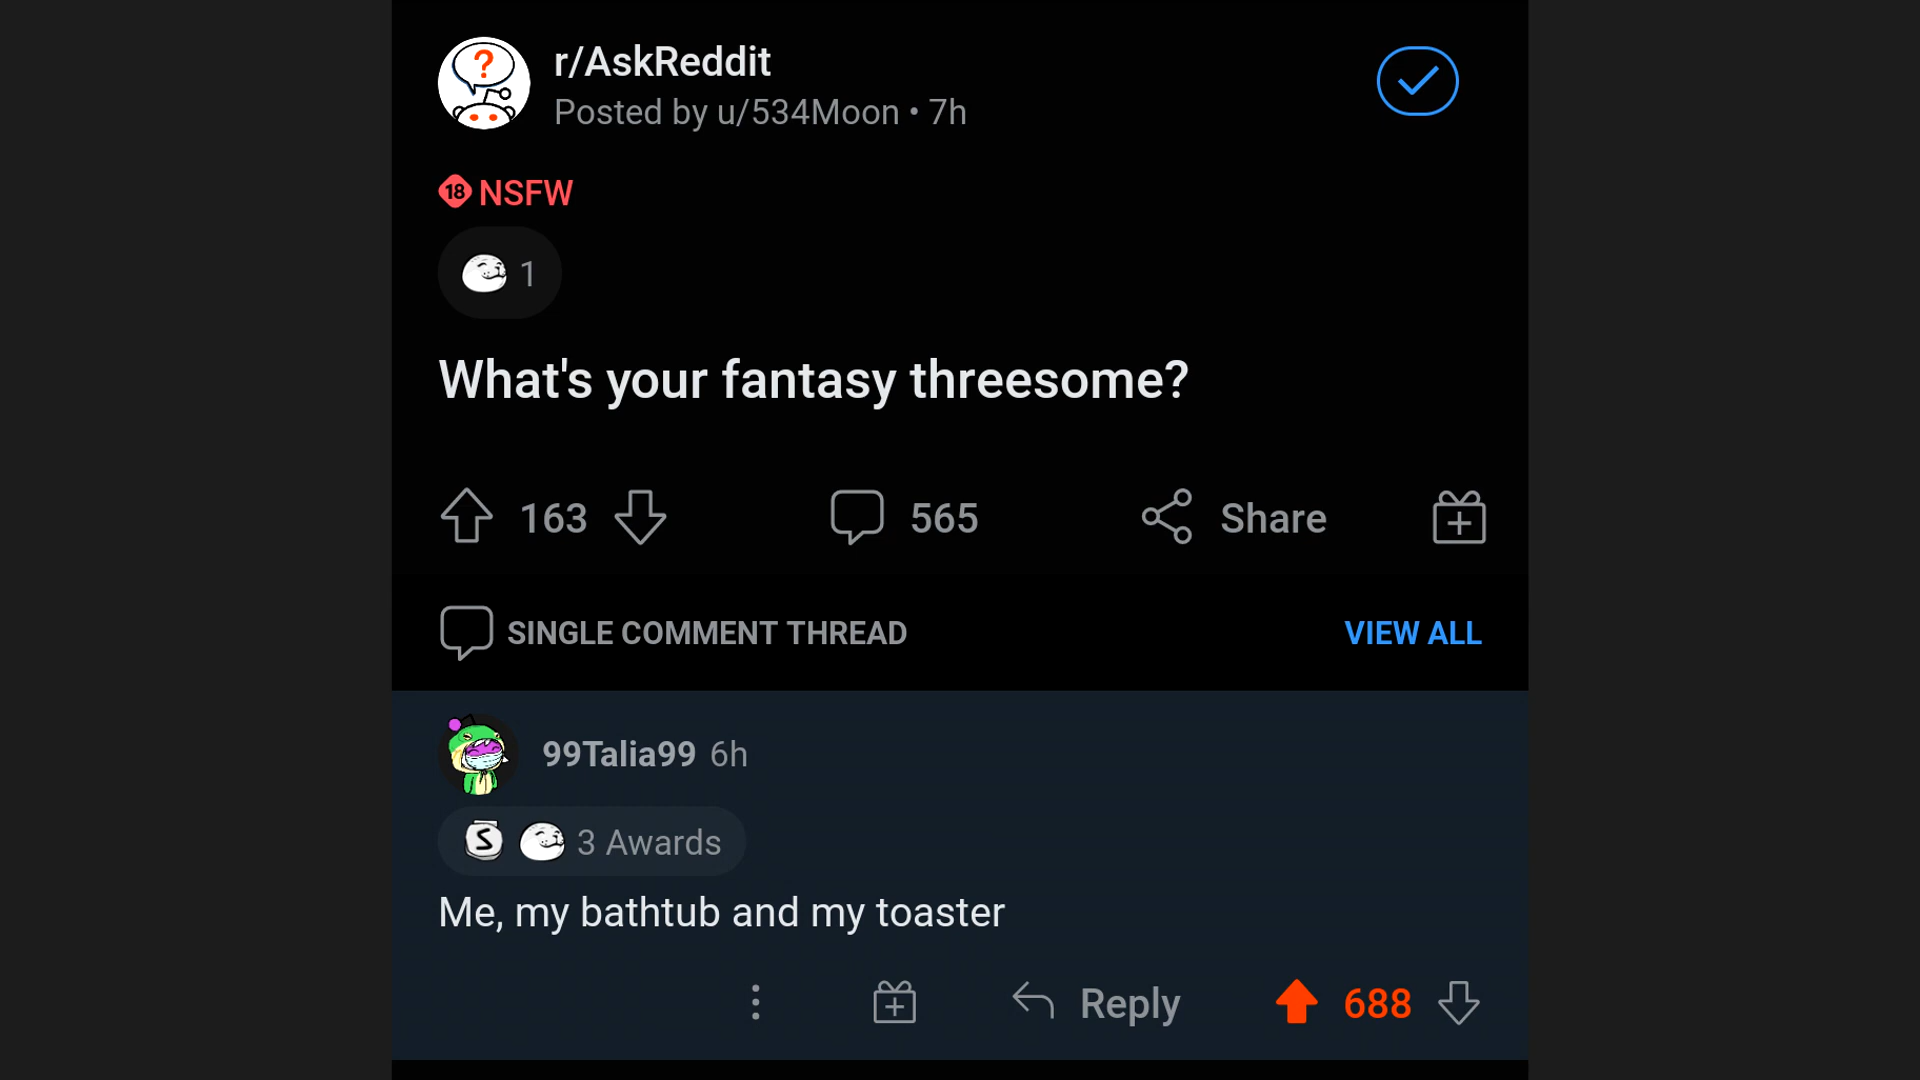 r/AskReddit
Posted by u/534Moon • 7h
18 NSFW
1
What's your fantasy threesome?
163 565 Share
SINGLE COMMENT THREAD VIEW ALL
99Talia99 6h
S 3 Awards
Me, my bathtub and my toaster
Reply 688